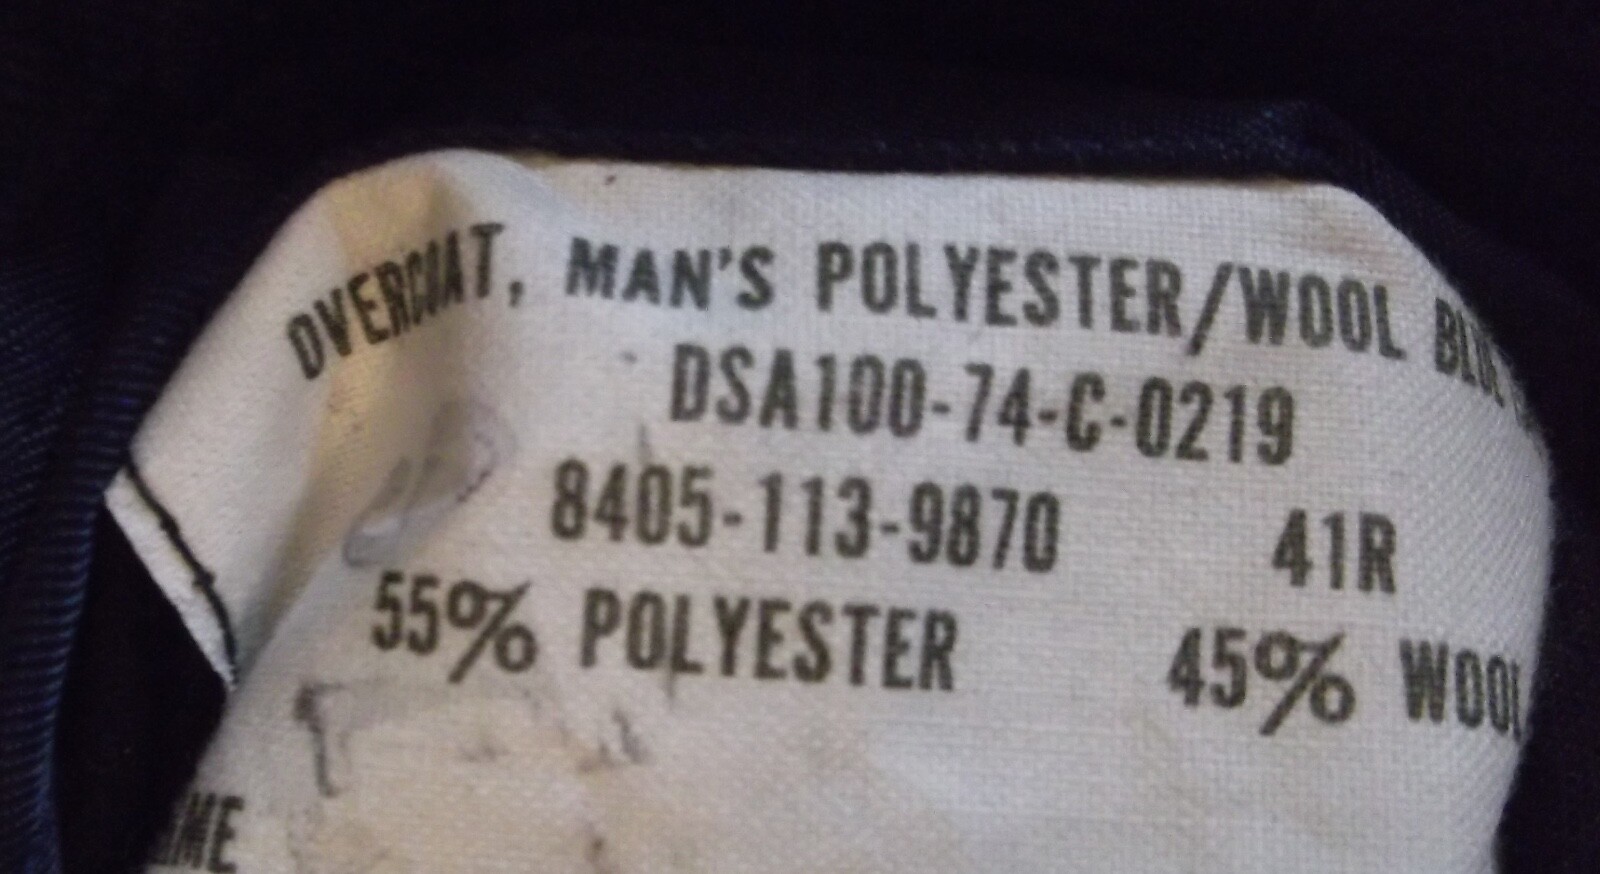 OVERCOAT, MAN'S POLYESTER/WOOL
DSA100-74-C-0219
8405-113-9870 41R
55% POLYESTER 45% WOOL